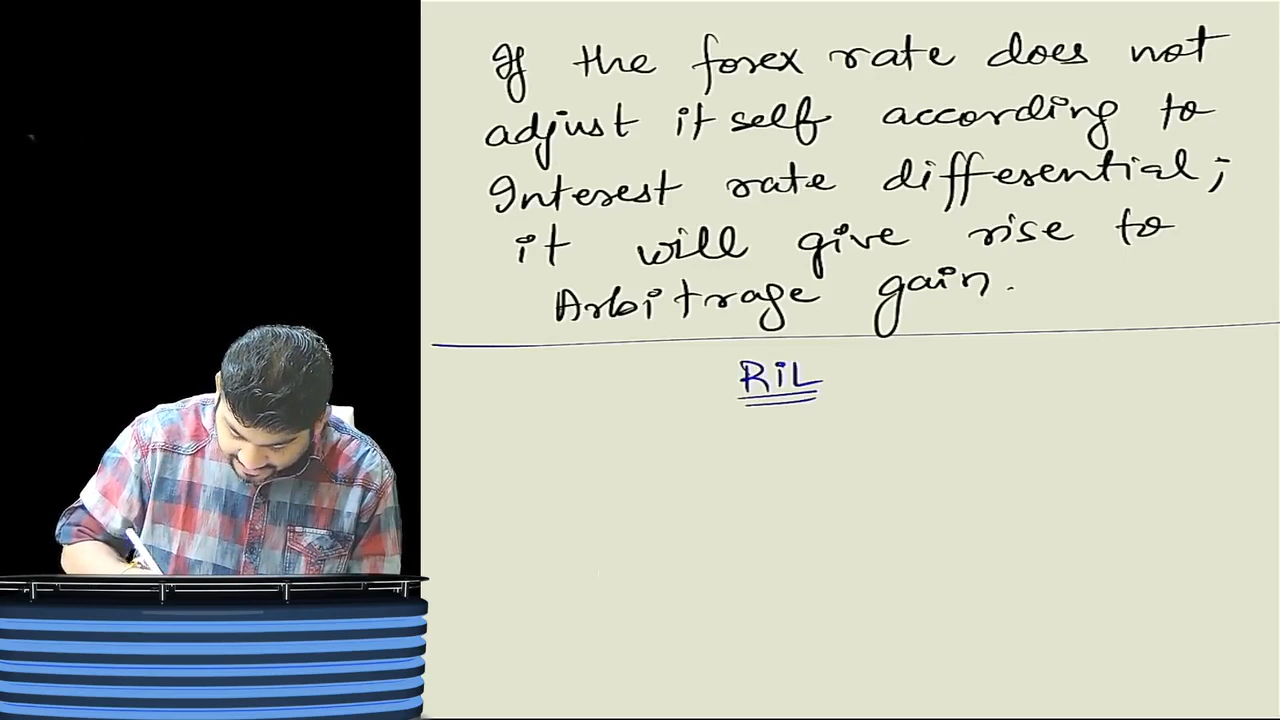 If the forex rate does not
adjust itself according to
Interest rate differential;
it will give rise to
Arbitrage gain.
RIL